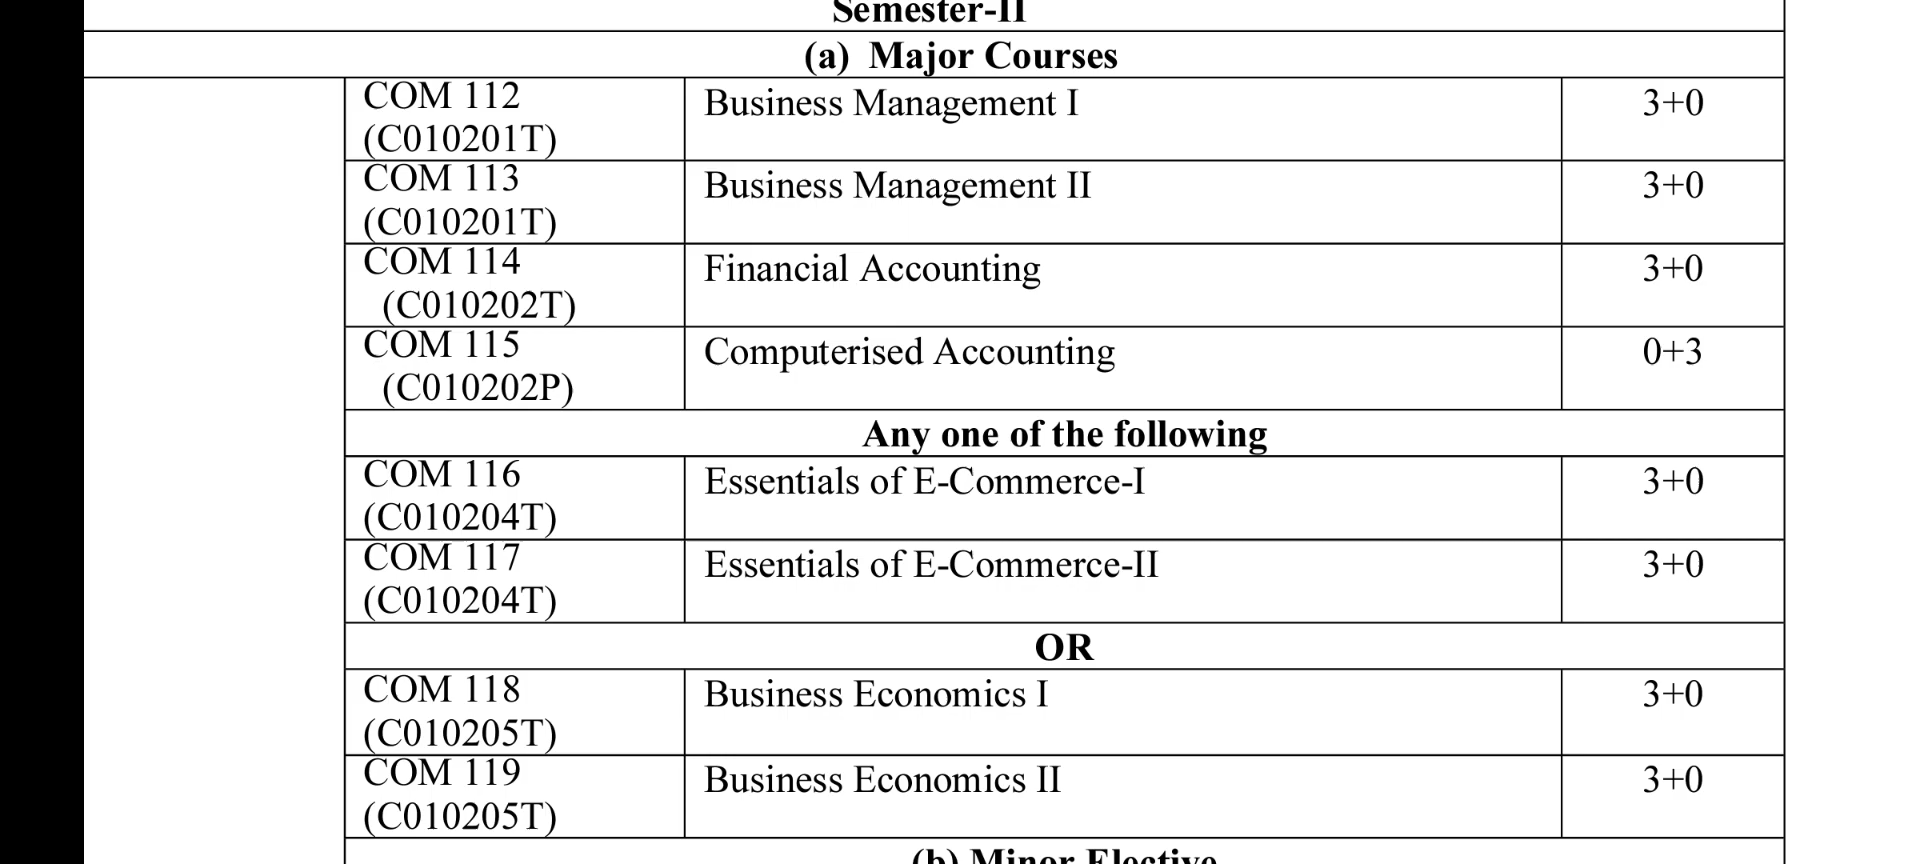 Semester-II
(a) Major Courses
COM 112
(C010201T)
Business Management I
3+0
COM 113
(C010201T)
Business Management II
3+0
COM 114
(C010202T)
Financial Accounting
3+0
COM 115
(C010202P)
Computerised Accounting
0+3
Any one of the following
COM 116
(C010204T)
Essentials of E-Commerce-I
3+0
COM 117
(C010204T)
Essentials of E-Commerce-II
3+0
OR
COM 118
(C010205T)
Business Economics I
3+0
COM 119
(C010205T)
Business Economics II
3+0
(b) Minor Elective